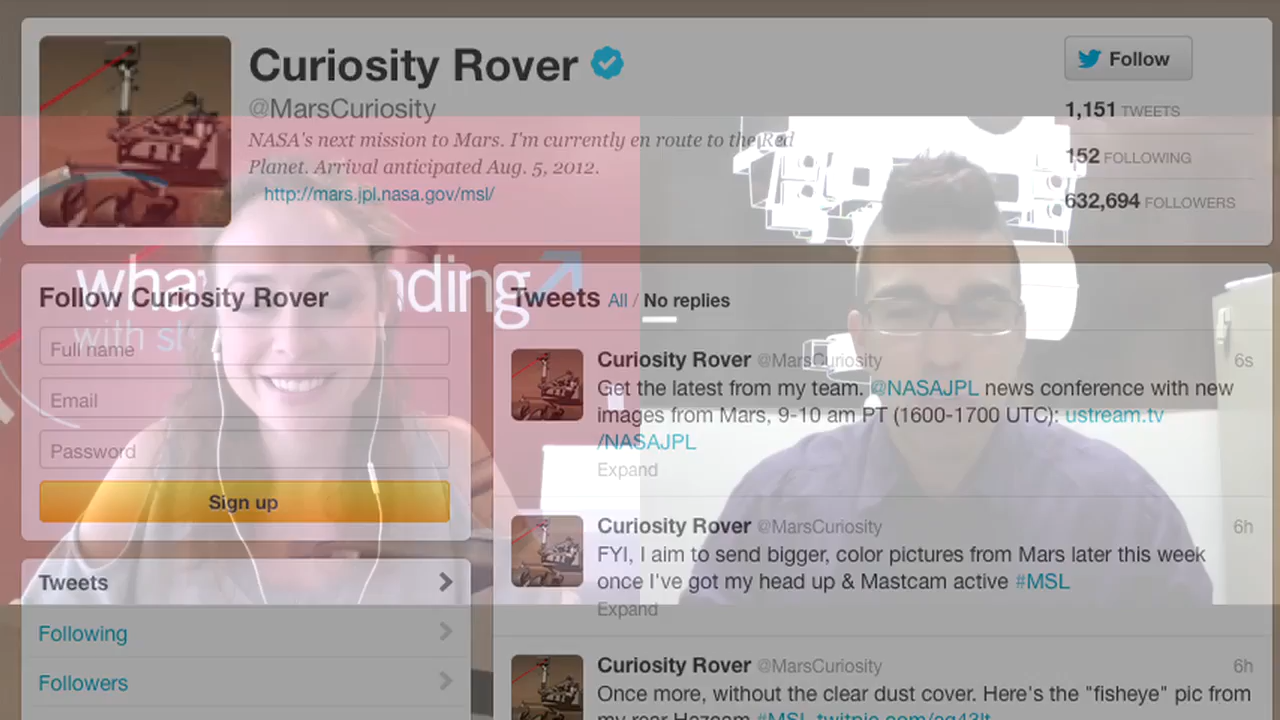 Curiosity Rover
@MarsCuriosity
NASA's next mission to Mars. I'm currently en route to the Red
Planet. Arrival anticipated Aug. 5, 2012.
http://mars.jpl.nasa.gov/msl/
Follow
1,151 TWEETS
152 FOLLOWING
632,694 FOLLOWERS
Follow Curiosity Rover
Full name
Email
Password
Sign up
Tweets
Following
Followers
Tweets All / No replies
Curiosity Rover @MarsCuriosity 6s
Get the latest from my team. @NASAJPL news conference with new
images from Mars, 9-10 am PT (1600-1700 UTC): ustream.tv
/NASAJPL
Expand
Curiosity Rover @MarsCuriosity 6h
FYI, I aim to send bigger, color pictures from Mars later this week
once I've got my head up & Mastcam active #MSL
Expand
Curiosity Rover @MarsCuriosity 6h
Once more, without the clear dust cover. Here's the "fisheye" pic from
my rear Hazcam #MSL
with